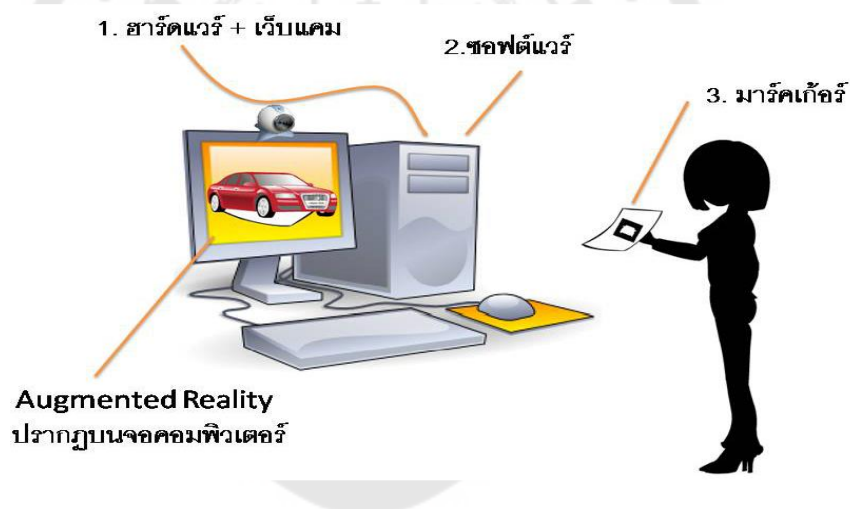 1. ฮาร์ดแวร์ + เว็บแคม
2.ซอฟต์แวร์
3. มาร์คเก้อร์
Augmented Reality
ปรากฏบนจอคอมพิวเตอร์